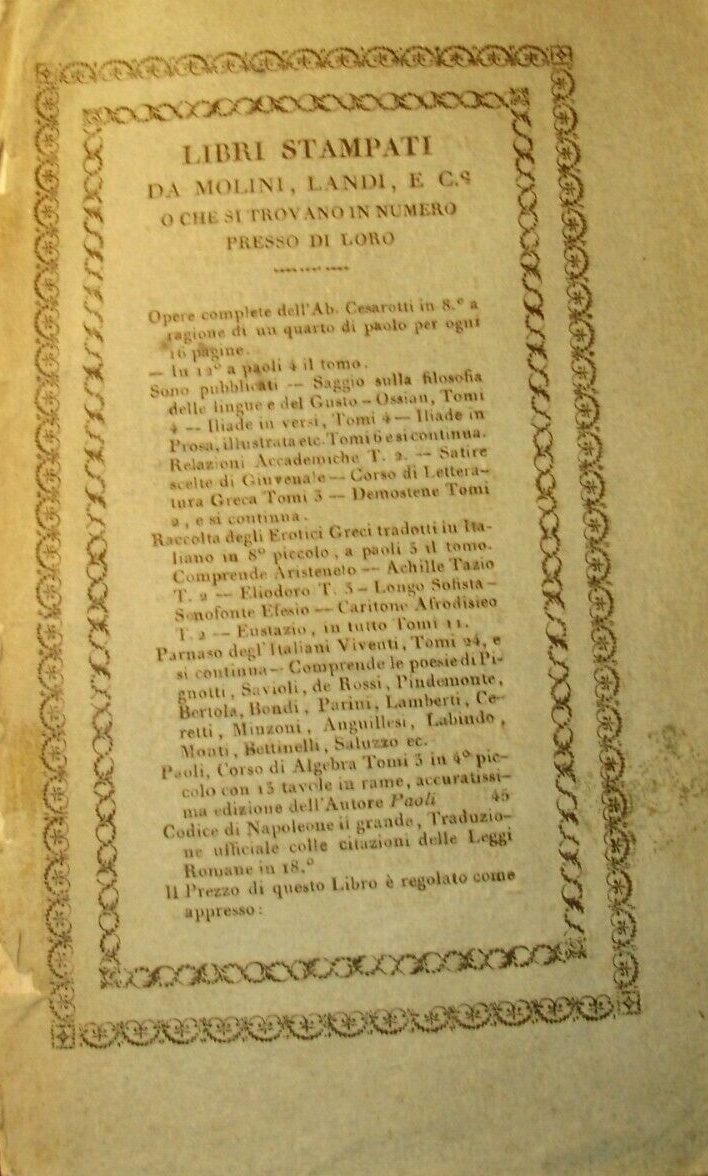 LIBRI STAMPATI
DA MOLINI, LANDI, E C.º
O CHE SI TROVANO IN NUMERO
PRESSO DI LORO
Opere complete dell'Ab. Cesarotti in 8.º a
ragione di un quarto di paolo per ogni
16 pagine.
— In 12º a paoli 4 il tomo.
Sono pubblicati — Saggio sulla filosofia
delle lingue e del Gusto — Ossian, Tomi
4 — Iliade in versi, Tomi 4 — Iliade in
Prosa, illustrata etc. Tomi 6 e si continua.
Relazioni Accademiche T. 2. — Satire
scelte di Giuvenale — Corso di Lettera-
tura Greca Tomi 3 — Demostene Tomi
2, e si continua.
Raccolta degli Erotici Greci tradotti in Ita-
liano in 8º piccolo, a paoli 5 il tomo.
Comprende Aristeneto — Achille Tazio
T. 2 — Eliodoro T. 3 — Longo Sofista —
Senofonte Efesio — Caritone Afrodisieo
T. 2 — Eustazio, in tutto Tomi 11.
Parnaso degl'Italiani Viventi, Tomi 24, e
si continua — Comprende le poesie di Pi-
gnotti, Savioli, de Rossi, Pindemonte,
Bertola, Bondi, Parini, Lamberti, Ce-
retti, Minzoni, Anguillesi, Labindo,
Monti, Bettinelli, Saluzzo ec.
Paoli, Corso di Algebra Tomi 3 in 4º pic-
colo con 13 tavole in rame, accuratissi-
ma edizione dell'Autore Paoli 45
Codice di Napoleone il grande, Traduzio-
ne ufficiale colle citazioni delle Leggi
Romane in 18.º
Il Prezzo di questo Libro è regolato come
appresso: